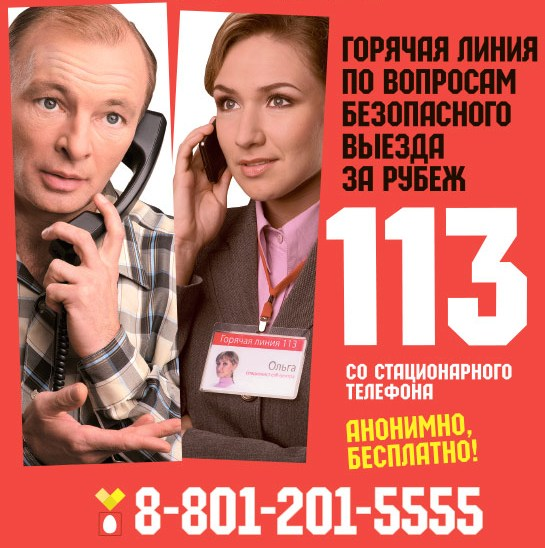 ГОРЯЧАЯ ЛИНИЯ
ПО ВОПРОСАМ
БЕЗОПАСНОГО
ВЫЕЗДА
ЗА РУБЕЖ
113
СО СТАЦИОНАРНОГО
ТЕЛЕФОНА
АНОНИМНО,
БЕСПЛАТНО!
Горячая линия 113
Ольга
8-801-201-5555